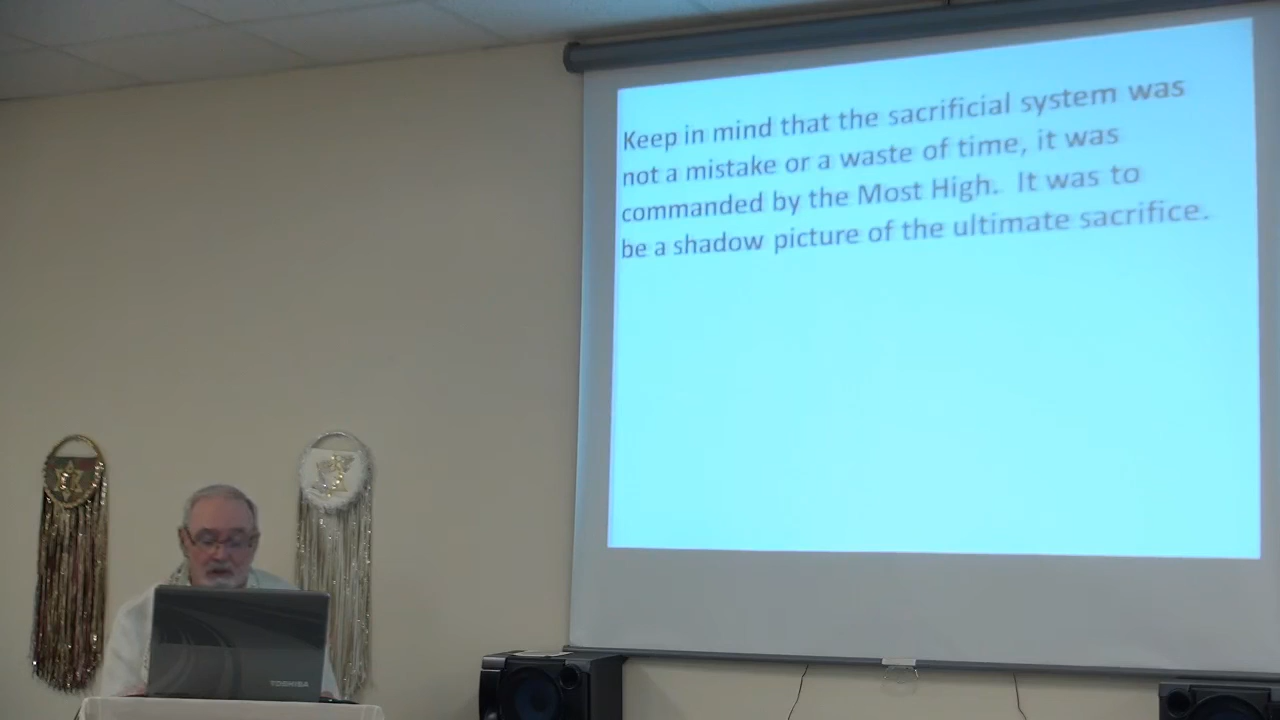 Keep in mind that the sacrificial system was
not a mistake or a waste of time, it was
commanded by the Most High.  It was to
be a shadow picture of the ultimate sacrifice.
TOSHIBA